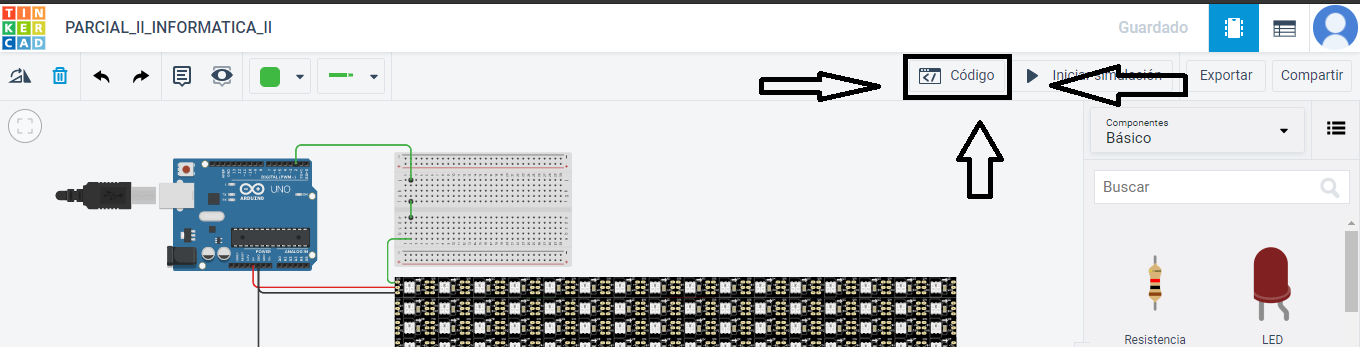 TIN
KER
CAD
PARCIAL_II_INFORMATICA_II
Guardado
Código
Iniciar simulación
Exportar
Compartir
Componentes
Básico
Buscar
DIGITAL (PWM~)
UNO
ARDUINO
POWER
ANALOG IN
Resistencia
LED